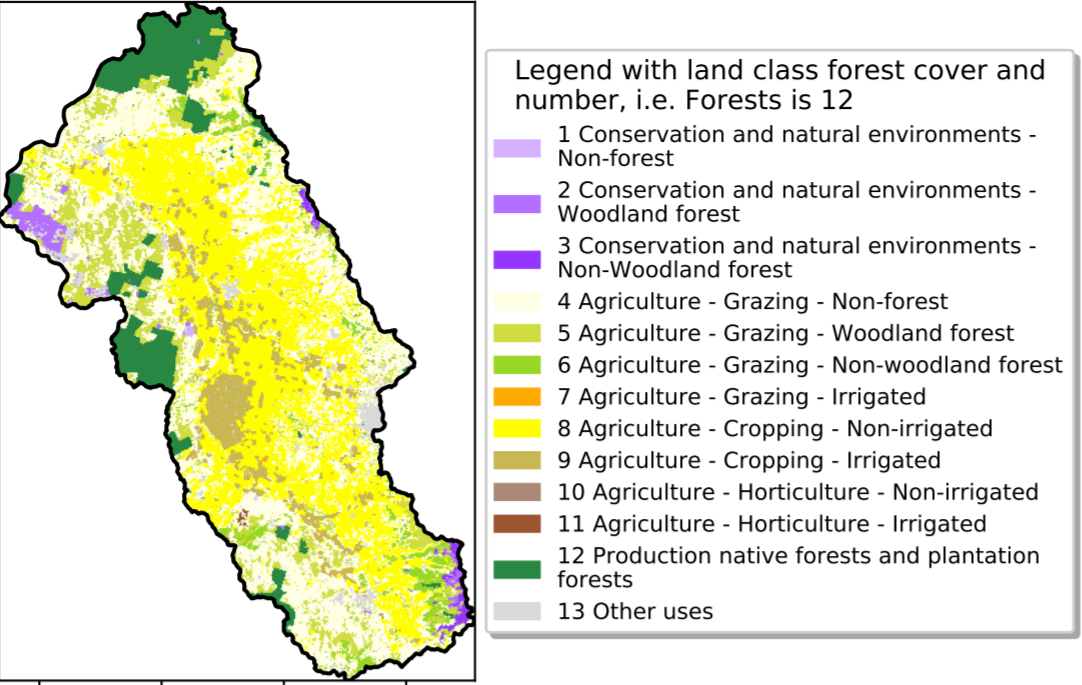 Legend with land class forest cover and
number, i.e. Forests is 12
1 Conservation and natural environments -
Non-forest
2 Conservation and natural environments -
Woodland forest
3 Conservation and natural environments -
Non-Woodland forest
4 Agriculture - Grazing - Non-forest
5 Agriculture - Grazing - Woodland forest
6 Agriculture - Grazing - Non-woodland forest
7 Agriculture - Grazing - Irrigated
8 Agriculture - Cropping - Non-irrigated
9 Agriculture - Cropping - Irrigated
10 Agriculture - Horticulture - Non-irrigated
11 Agriculture - Horticulture - Irrigated
12 Production native forests and plantation
forests
13 Other uses